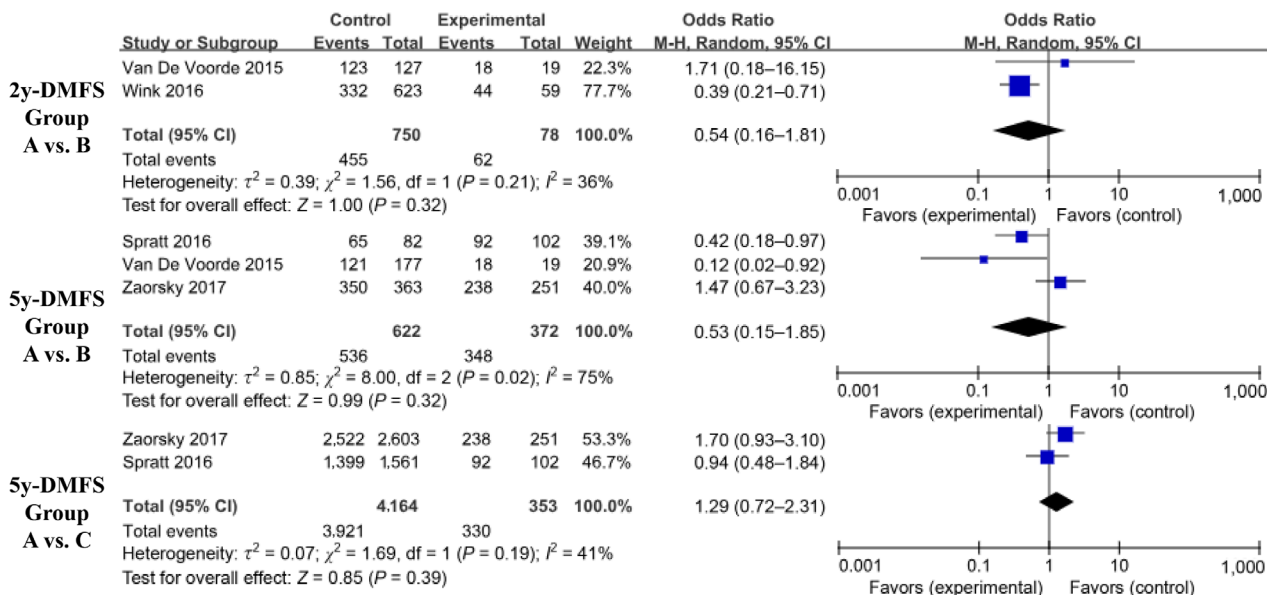 Control Experimental Odds Ratio Odds Ratio
Study or Subgroup Events Total Events Total Weight M-H, Random, 95% CI M-H, Random, 95% CI
2y-DMFS
Group
A vs. B
Van De Voorde 2015 123 127 18 19 22.3% 1.71 (0.18–16.15)
Wink 2016 332 623 44 59 77.7% 0.39 (0.21–0.71)
Total (95% CI) 750 78 100.0% 0.54 (0.16–1.81)
Total events 455 62
Heterogeneity: τ² = 0.39; χ² = 1.56, df = 1 (P = 0.21); I² = 36%
Test for overall effect: Z = 1.00 (P = 0.32)
0.001 0.1 1 10 1,000
Favors (experimental) Favors (control)
5y-DMFS
Group
A vs. B
Spratt 2016 65 82 92 102 39.1% 0.42 (0.18–0.97)
Van De Voorde 2015 121 177 18 19 20.9% 0.12 (0.02–0.92)
Zaorsky 2017 350 363 238 251 40.0% 1.47 (0.67–3.23)
Total (95% CI) 622 372 100.0% 0.53 (0.15–1.85)
Total events 536 348
Heterogeneity: τ² = 0.85; χ² = 8.00, df = 2 (P = 0.02); I² = 75%
Test for overall effect: Z = 0.99 (P = 0.32)
0.001 0.1 1 10 1,000
Favors (experimental) Favors (control)
5y-DMFS
Group
A vs. C
Zaorsky 2017 2,522 2,603 238 251 53.3% 1.70 (0.93–3.10)
Spratt 2016 1.399 1,561 92 102 46.7% 0.94 (0.48–1.84)
Total (95% CI) 4.164 353 100.0% 1.29 (0.72–2.31)
Total events 3.921 330
Heterogeneity: τ² = 0.07; χ² = 1.69, df = 1 (P = 0.19); I² = 41%
Test for overall effect: Z = 0.85 (P = 0.39)
0.001 0.1 1 10 1,000
Favors (experimental) Favors (control)